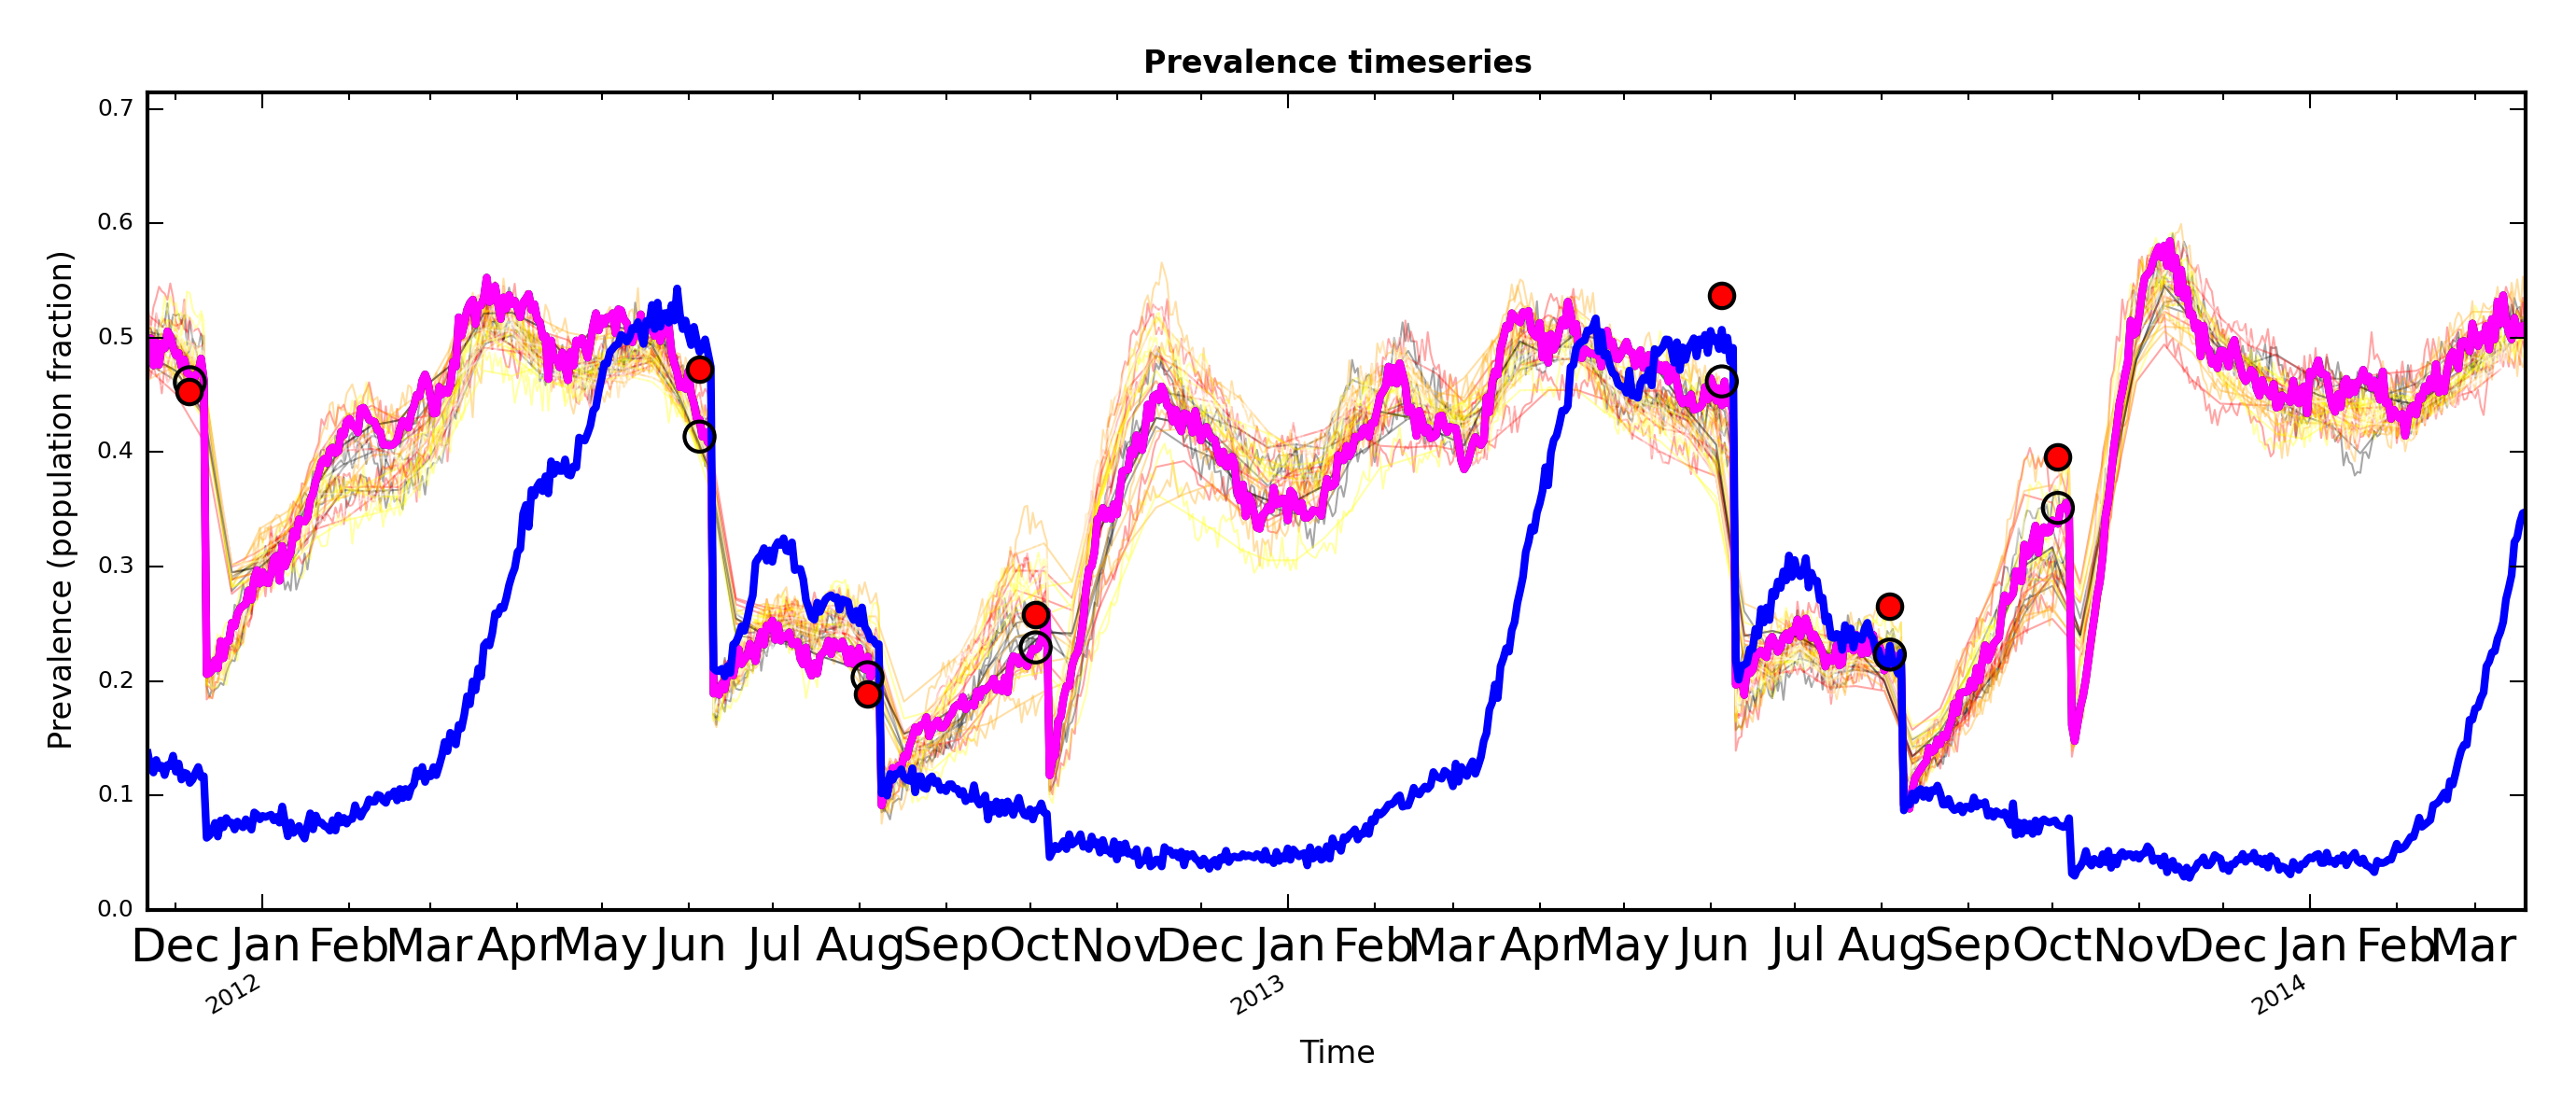 Prevalence timeseries
Prevalence (population fraction)
0.7
0.6
0.5
0.4
0.3
0.2
0.1
0.0
Dec Jan Feb Mar Apr May Jun Jul Aug Sep Oct Nov Dec Jan Feb Mar Apr May Jun Jul Aug Sep Oct Nov Dec Jan Feb Mar
2012 2013 2014
Time